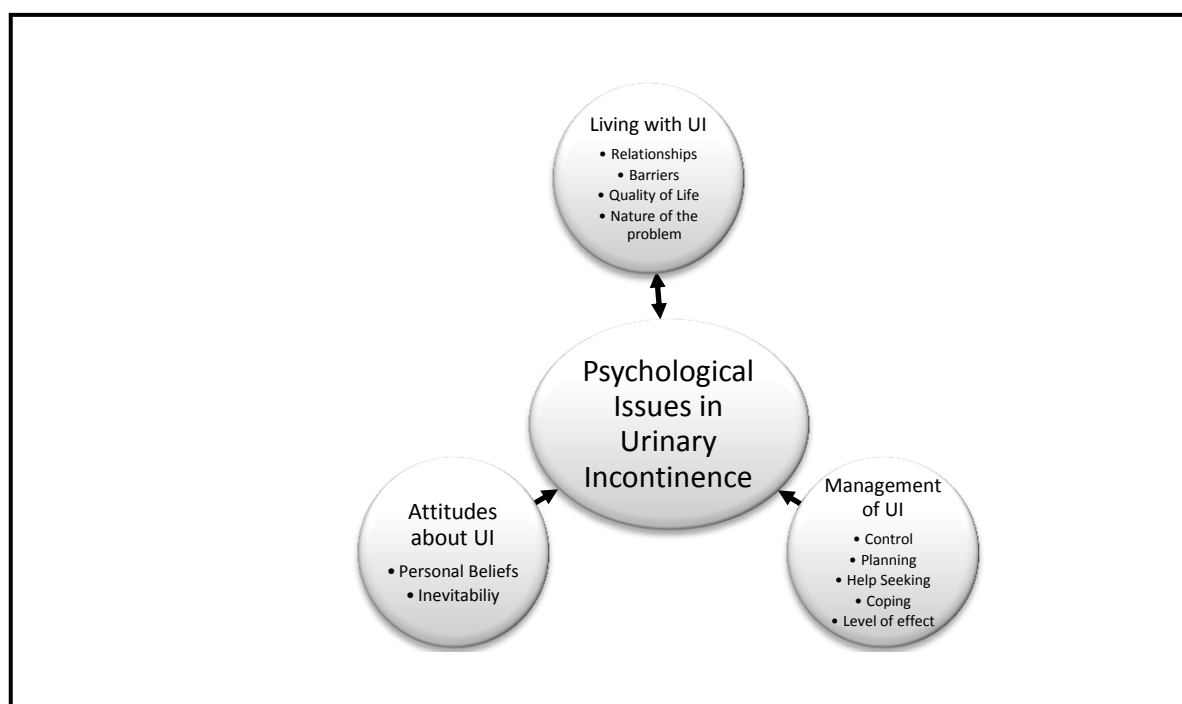 Living with UI
• Relationships
• Barriers
• Quality of Life
• Nature of the
problem
Psychological
Issues in
Urinary
Incontinence
Attitudes
about UI
• Personal Beliefs
• Inevitabiliy
Management
of UI
• Control
• Planning
• Help Seeking
• Coping
• Level of effect